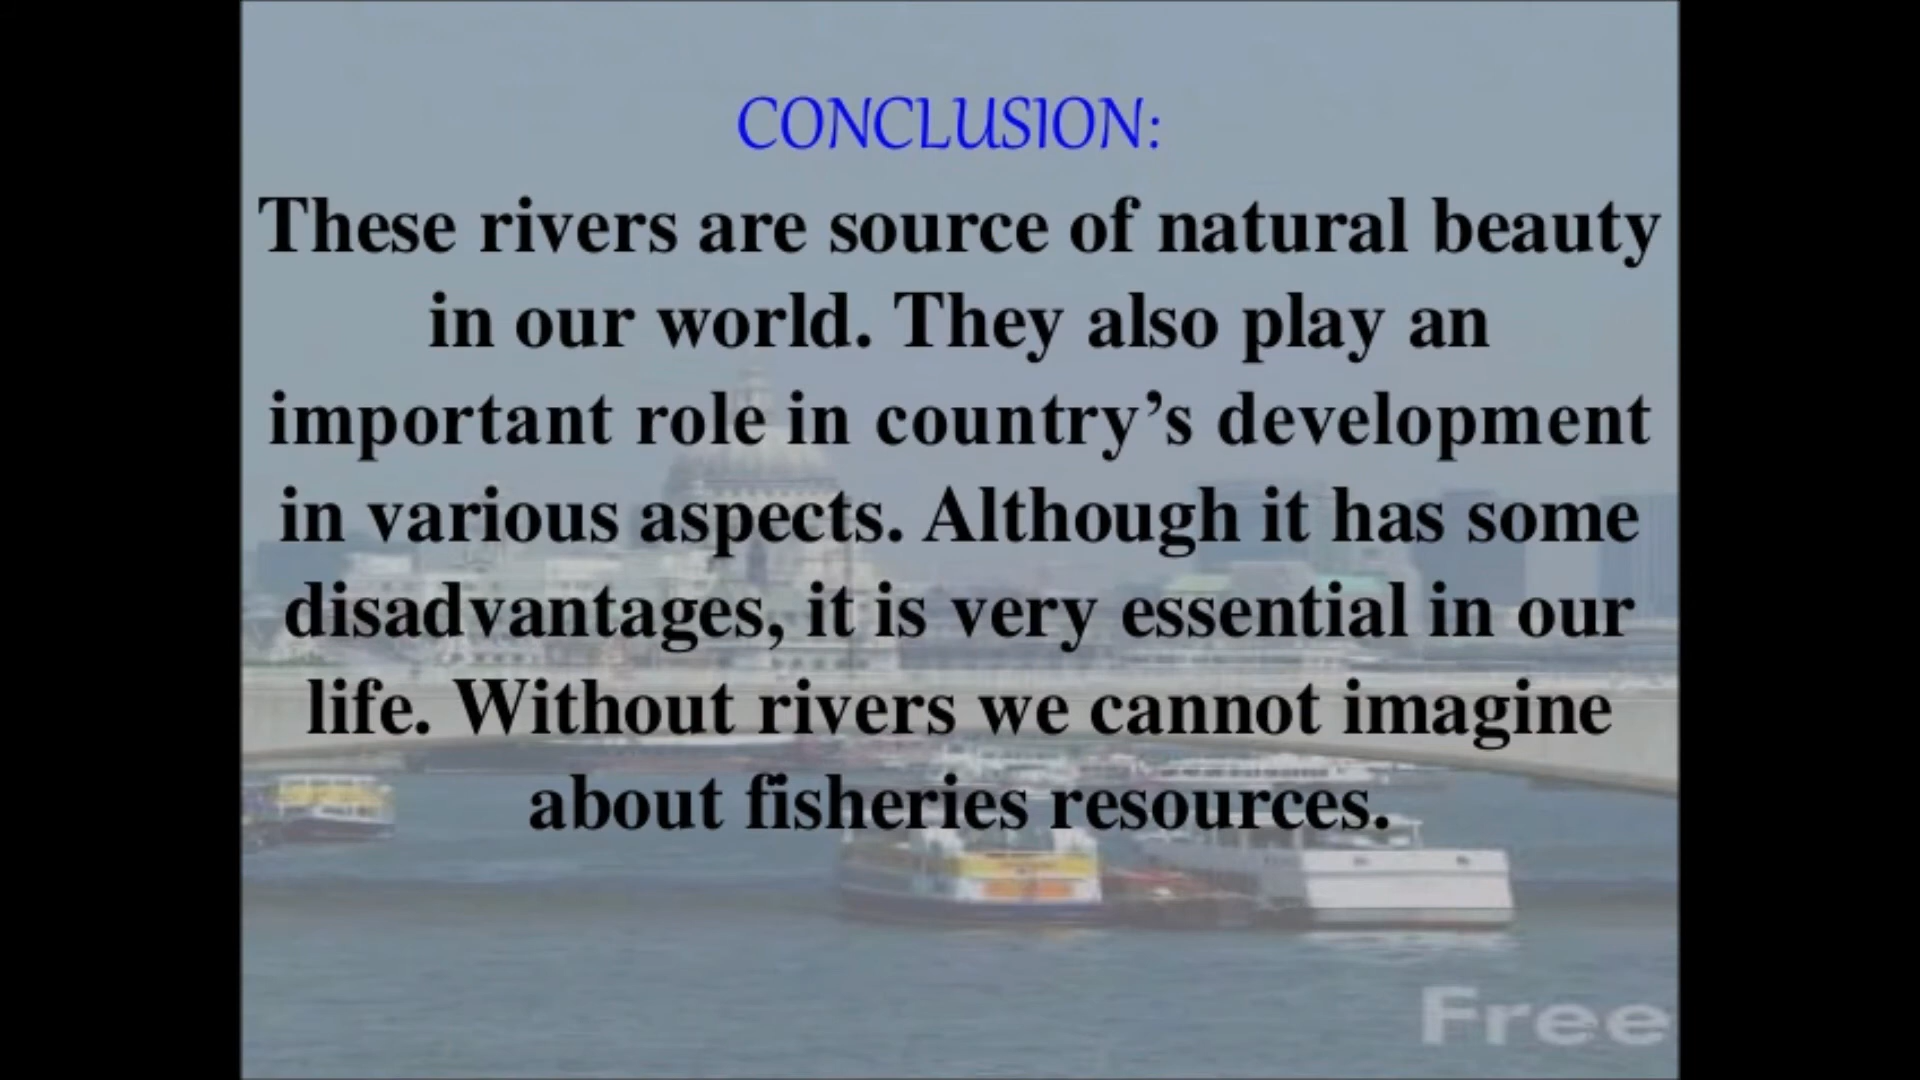 CONCLUSION:
These rivers are source of natural beauty
in our world. They also play an
important role in country’s development
in various aspects. Although it has some
disadvantages, it is very essential in our
life. Without rivers we cannot imagine
about fisheries resources.
Free